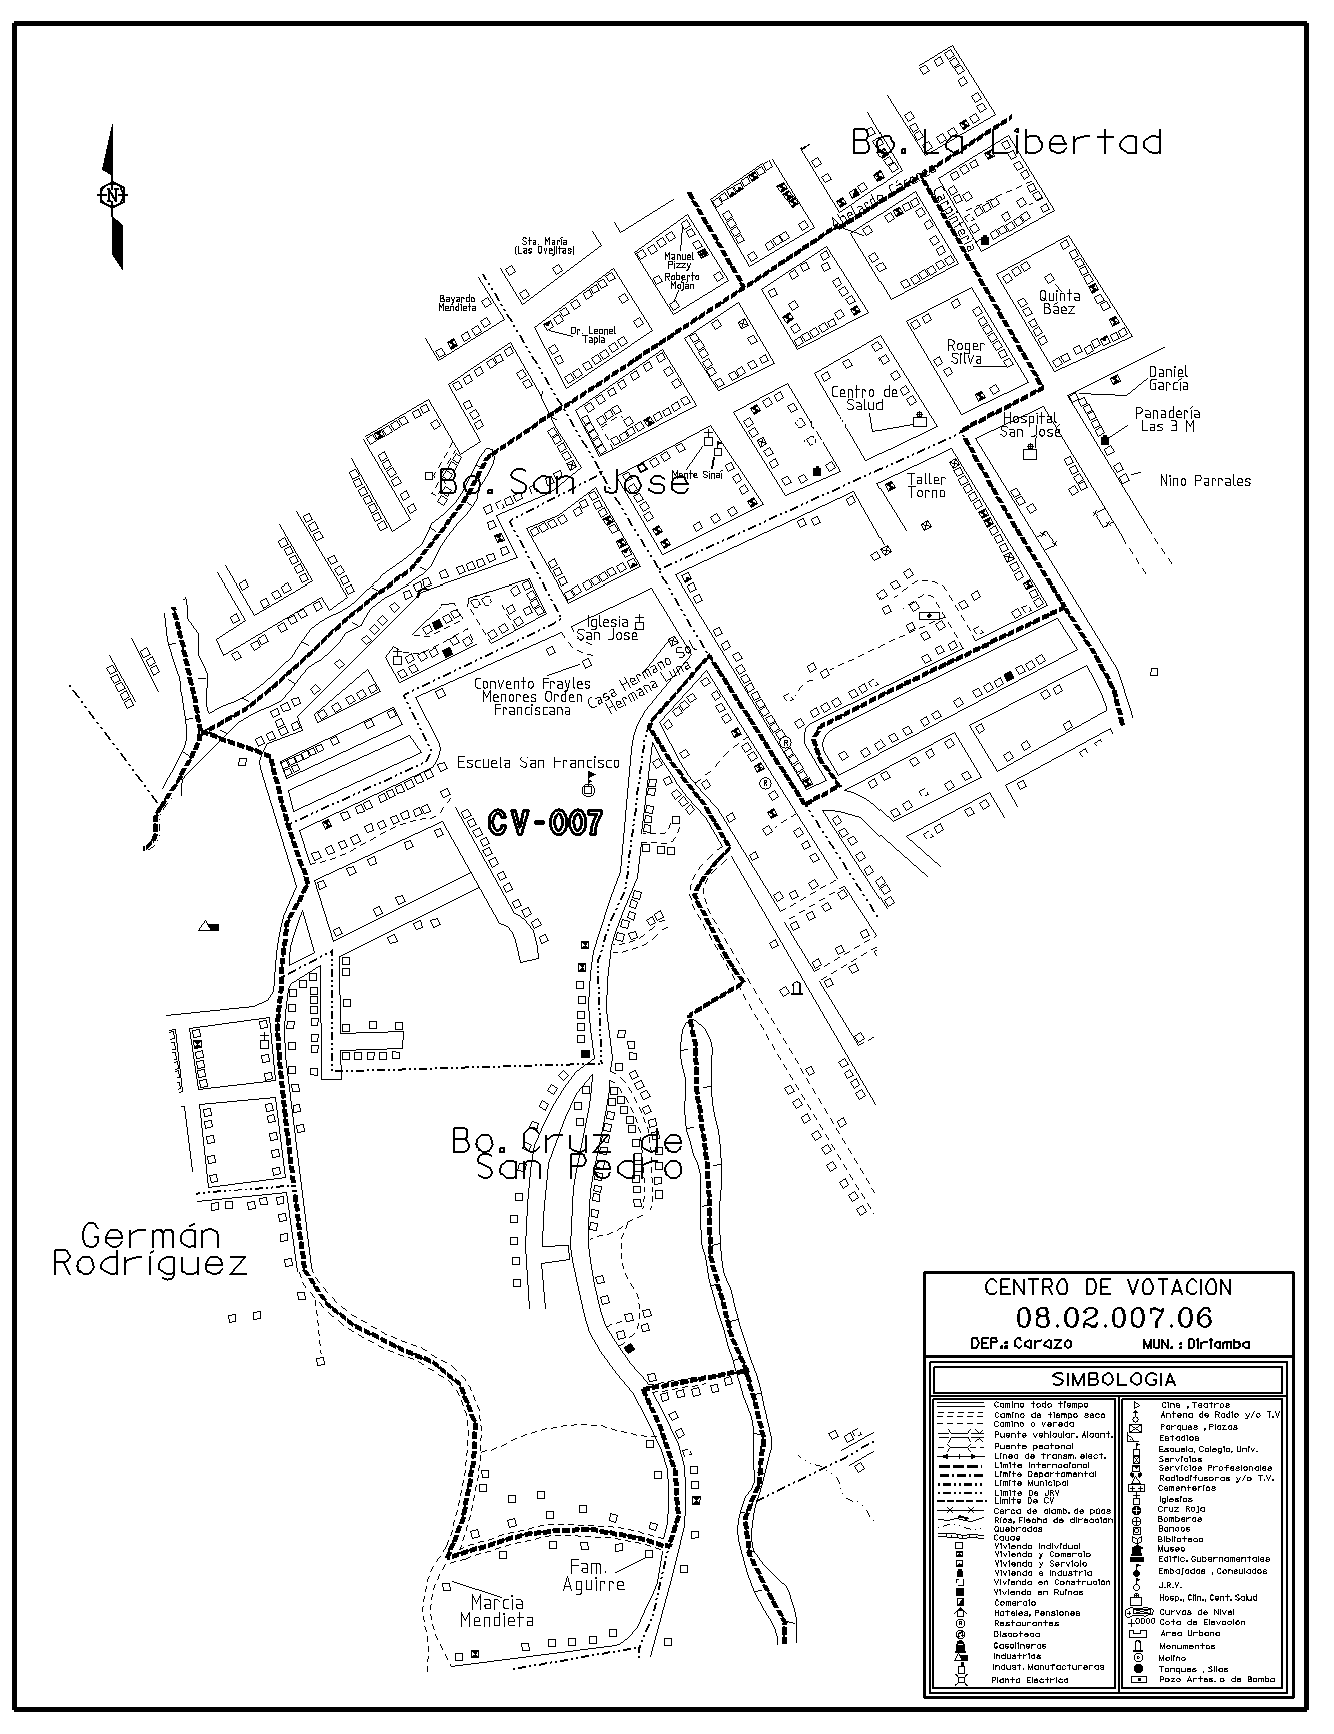 Bo. La Libertad
N
Abelardo Cárcamo
Carretera
Sta. María
(Las Ovejitas)
Manuel
Pizzy
Roberto
Moján
Bayardo
Mendieta
Dr. Leonel
Tapia
Quinta
Báez
Roger
Silva
Daniel
García
Centro de
Salud
Hospital
San José
Panadería
Las 3 M
Bo. San José
Monte Sinaí
Taller
Torno
Nino Parrales
Iglesia
San José
Convento Frayles
Menores Orden
Franciscana
Casa Hermano Sol
Hermana Luna
R
Escuela San Francisco
R
CV-007
Bo. Cruz de
San Pedro
Germán
Rodríguez
Fam.
Aguirre
Marcia
Mendieta
CENTRO DE VOTACION
08.02.007.06
DEP.: Carazo MUN. : Diriamba
SIMBOLOGIA
Camino todo tiempo
Camino de tiempo seco
Camino o vereda
Puente vehicular. Alcant.
Puente peatonal
Línea de transm. elect.
Límite Internacional
Límite Departamental
Límite Municipal
Límite De JRV
Límite De CV
Cerca de alamb. de púas
Ríos, Flecha de dirección
Quebradas
Cauce
Vivienda Individual
Vivienda y Comercio
Vivienda y Servicio
Vivienda e Industria
Vivienda en Construcción
Vivienda en Ruinas
Comercio
Hoteles, Pensiones
Restaurantes
Discoteca
Gasolineras
Industrias
Indust. Manufactureras
Planta Electrica
Cine , Teatros
Antena de Radio y/o T.V
Parques , Plazas
Estadios
Escuela, Colegio, Univ.
Servicios
Servicios Profesionales
Radiodifusoras y/o T.V.
Cementerios
Iglesias
Cruz Roja
Bomberos
Bancos
Biblioteca
Museo
Edific. Gubernamentales
Embajadas , Consulados
J.R.V.
Hosp., Clin., Cent. Salud
Curvas de Nivel
Cota de Elevación
Area Urbana
Monumentos
Molino
Tanques , Silos
Pozo Artes. o de Bomba